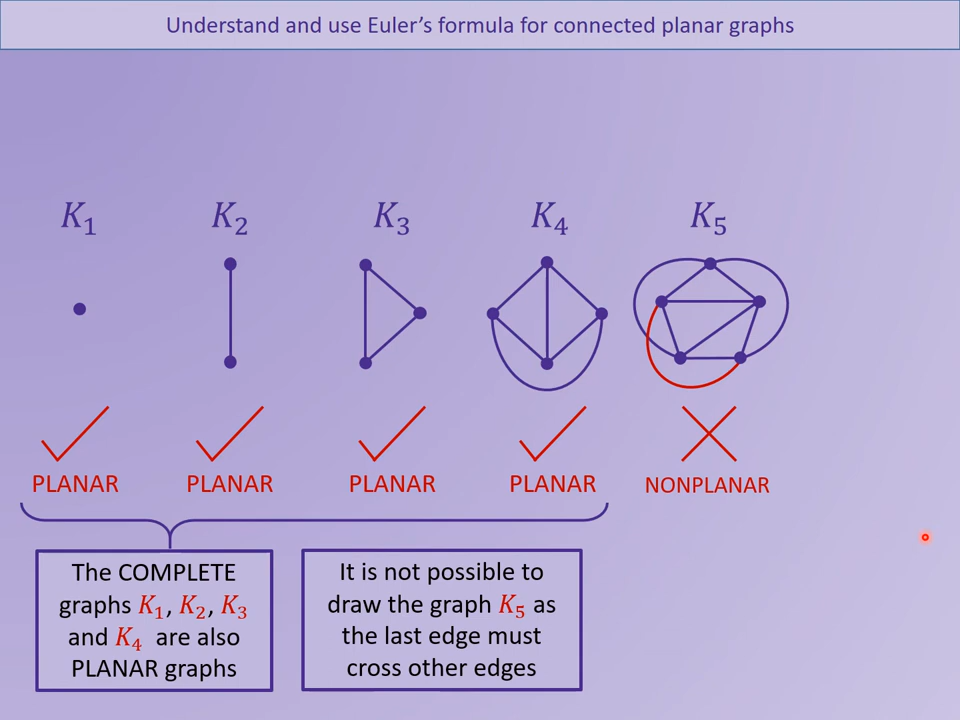 Understand and use Euler’s formula for connected planar graphs
K₁ K₂ K₃ K₄ K₅
PLANAR PLANAR PLANAR PLANAR NONPLANAR
The COMPLETE
graphs K₁, K₂, K₃
and K₄ are also
PLANAR graphs
It is not possible to
draw the graph K₅ as
the last edge must
cross other edges